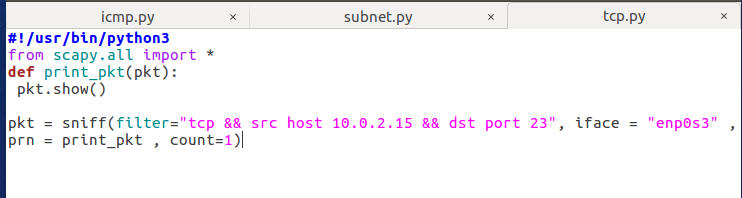 icmp.py × subnet.py × tcp.py ×
#!/usr/bin/python3
from scapy.all import *
def print_pkt(pkt):
 pkt.show()

pkt = sniff(filter="tcp && src host 10.0.2.15 && dst port 23", iface = "enp0s3" ,
prn = print_pkt , count=1)